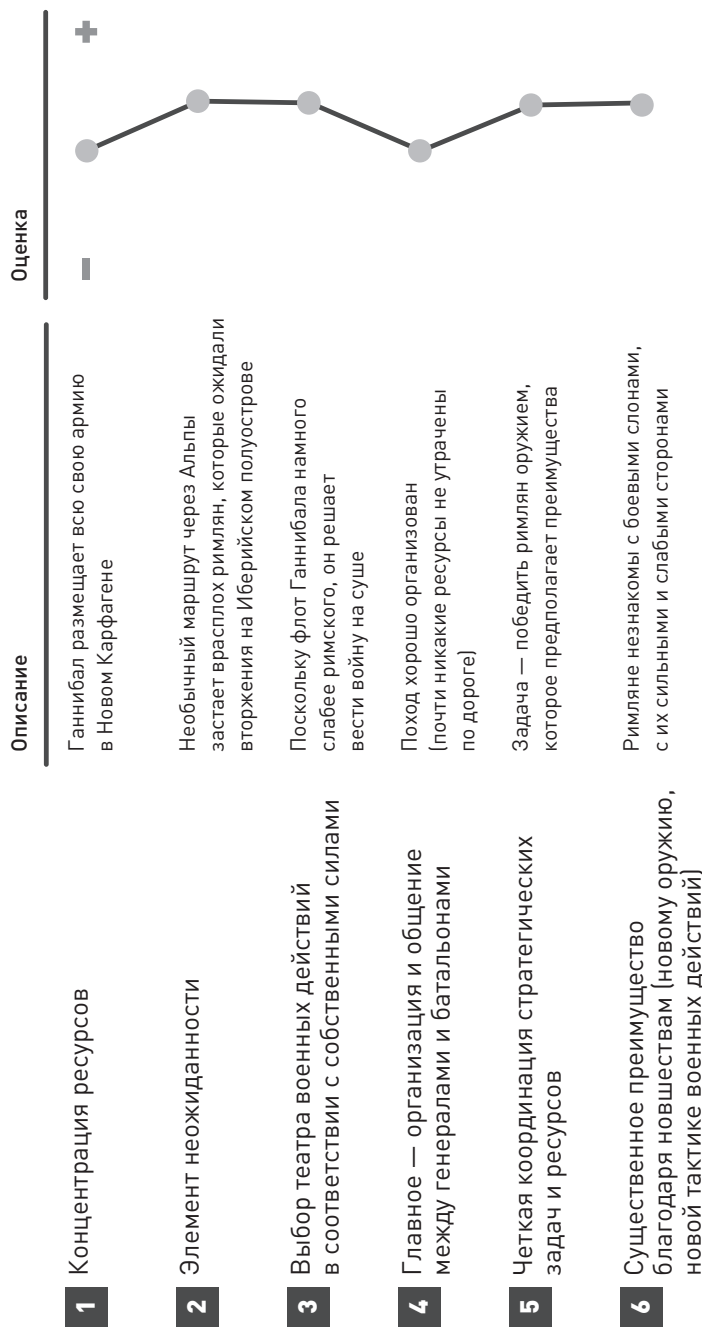 Описание
Оценка
1
Концентрация ресурсов
Ганнибал размещает всю свою армию
в Новом Карфагене
2
Элемент неожиданности
Необычный маршрут через Альпы
застает врасплох римлян, которые ожидали
вторжения на Иберийском полуострове
3
Выбор театра военных действий
в соответствии с собственными силами
Поскольку флот Ганнибала намного
слабее римского, он решает
вести войну на суше
4
Главное — организация и общение
между генералами и батальонами
Поход хорошо организован
(почти никакие ресурсы не утрачены
по дороге)
5
Четкая координация стратегических
задач и ресурсов
Задача — победить римлян оружием,
которое предполагает преимущества
6
Существенное преимущество
благодаря новшествам (новому оружию,
новой тактике военных действий)
Римляне незнакомы с боевыми слонами,
с их сильными и слабыми сторонами
− +